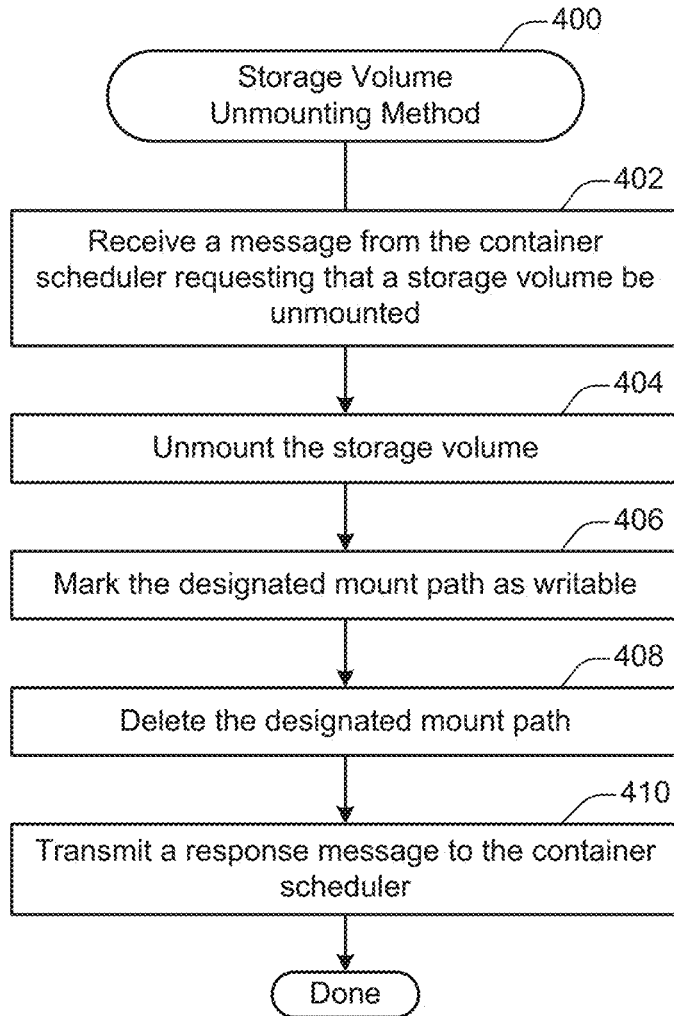 400
Storage Volume
Unmounting Method
402
Receive a message from the container
scheduler requesting that a storage volume be
unmounted
404
Unmount the storage volume
406
Mark the designated mount path as writable
408
Delete the designated mount path
410
Transmit a response message to the container
scheduler
Done